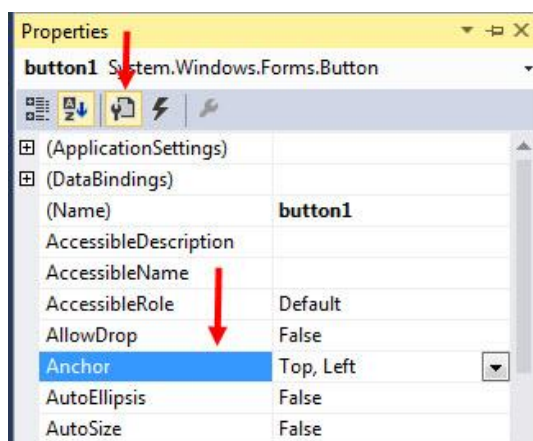 Properties
button1 System.Windows.Forms.Button
(ApplicationSettings)
(DataBindings)
(Name) button1
AccessibleDescription
AccessibleName
AccessibleRole Default
AllowDrop False
Anchor Top, Left
AutoEllipsis False
AutoSize False